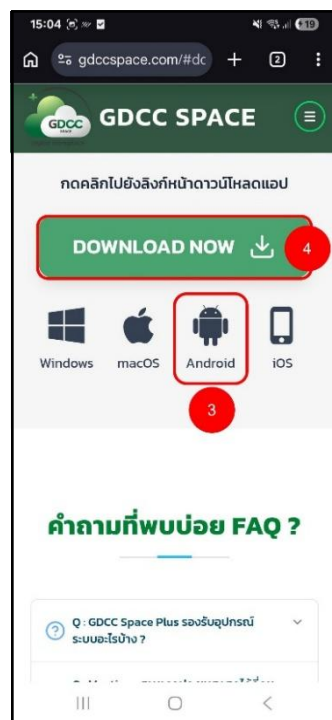 15:04
19
gdccspace.com/#dc
2
GDCC
GDCC SPACE
กดคลิกไปยังลิงก์หน้าดาวน์โหลดแอป
DOWNLOAD NOW
4
Windows macOS Android iOS
3
คำถามที่พบบ่อย FAQ ?
Q : GDCC Space Plus รองรับอุปกรณ์
ระบบอะไรบ้าง ?